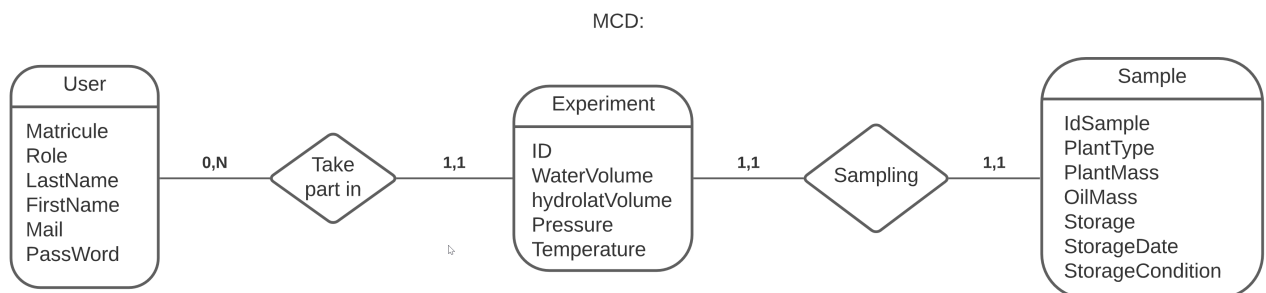 MCD:
User
Matricule
Role
LastName
FirstName
Mail
PassWord
0,N
Take
part in
1,1
Experiment
ID
WaterVolume
hydrolatVolume
Pressure
Temperature
1,1
Sampling
1,1
Sample
IdSample
PlantType
PlantMass
OilMass
Storage
StorageDate
StorageCondition